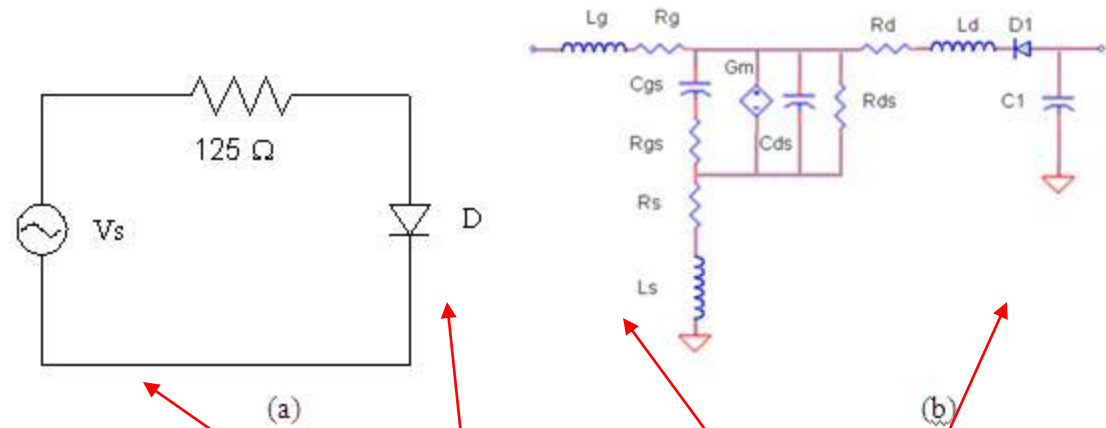 125 Ω
Vs
D
(a)
Lg Rg Rd Ld D1
Cgs Gm
Rgs Cds Rds C1
Rs
Ls
(b)